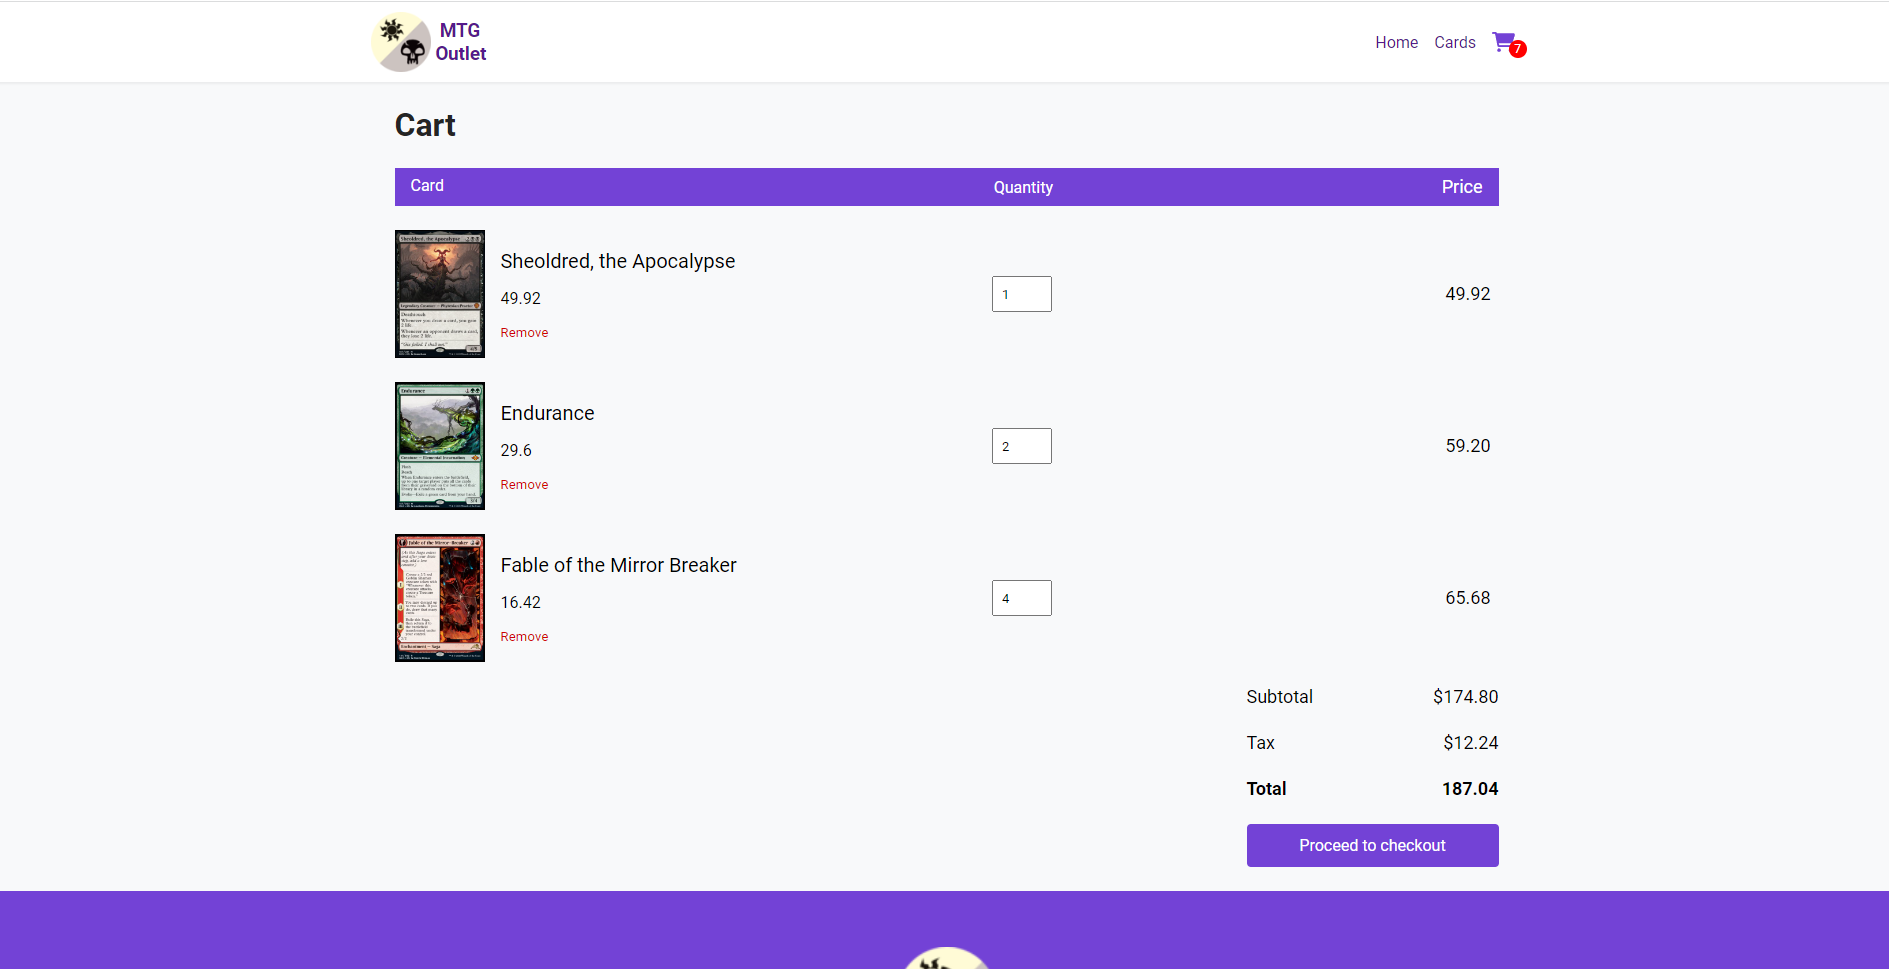 MTG
Outlet
Home Cards 7
Cart
Card Quantity Price
Sheoldred, the Apocalypse
49.92
Remove
1
49.92
Endurance
29.6
Remove
2
59.20
Fable of the Mirror Breaker
16.42
Remove
4
65.68
Subtotal $174.80
Tax $12.24
Total 187.04
Proceed to checkout